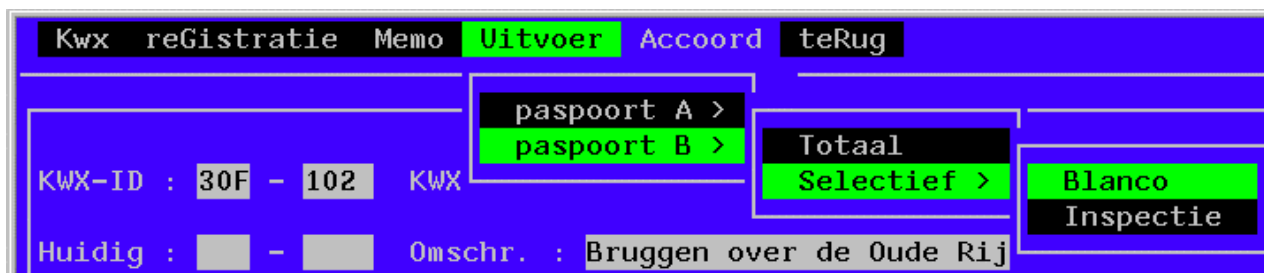 Kwx reGistratie Memo Uitvoer Accoord teRug
paspoort A >
paspoort B > Totaal
KWX-ID : 30F - 102 KWX Selectief > Blanco
Inspectie
Huidig : - Omschr. : Bruggen over de Oude Rij